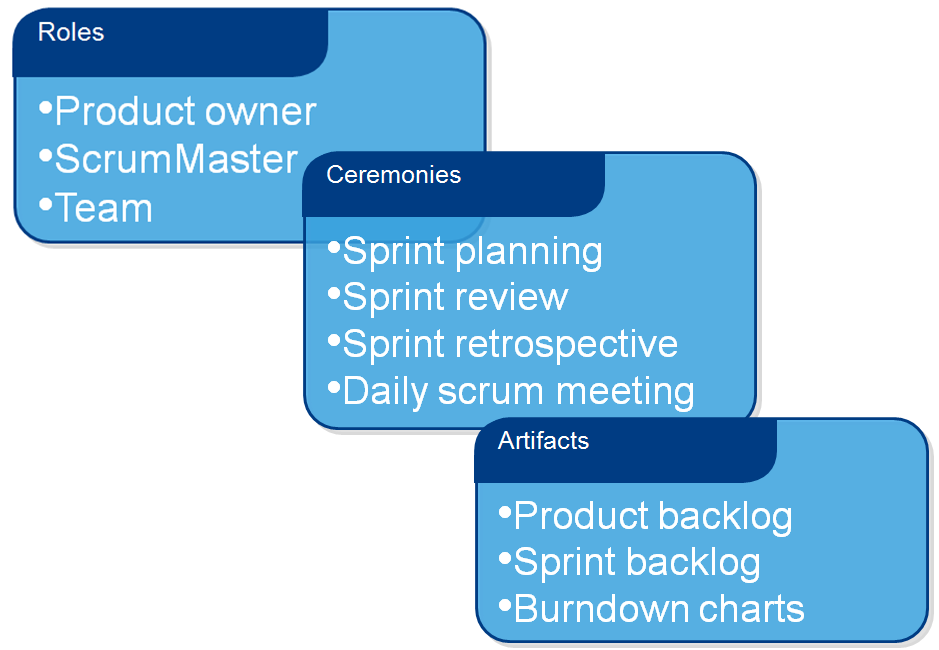 Roles
•Product owner
•ScrumMaster
•Team
Ceremonies
•Sprint planning
•Sprint review
•Sprint retrospective
•Daily scrum meeting
Artifacts
•Product backlog
•Sprint backlog
•Burndown charts